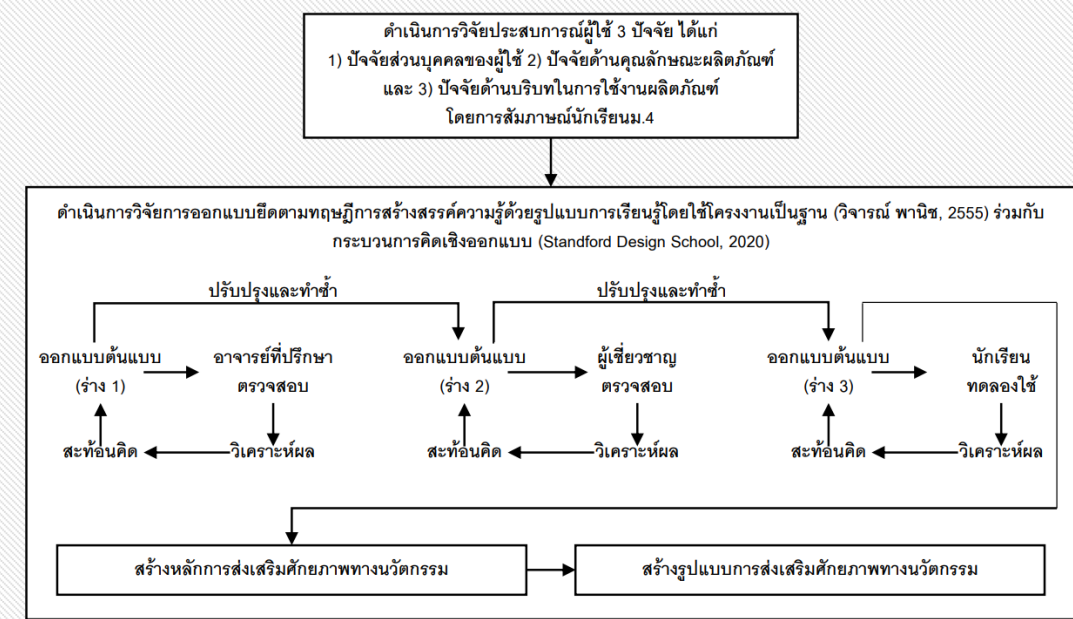 ดำเนินการวิจัยประสบการณ์ผู้ใช้ 3 ปัจจัย ได้แก่
1) ปัจจัยส่วนบุคคลของผู้ใช้ 2) ปัจจัยด้านคุณลักษณะผลิตภัณฑ์
และ 3) ปัจจัยด้านบริบทในการใช้งานผลิตภัณฑ์
โดยการสัมภาษณ์นักเรียนม.4
ดำเนินการวิจัยการออกแบบยึดตามทฤษฎีการสร้างสรรค์ความรู้ด้วยรูปแบบการเรียนรู้โดยใช้โครงงานเป็นฐาน (วิจารณ์ พานิช, 2555) ร่วมกับ
กระบวนการคิดเชิงออกแบบ (Standford Design School, 2020)
ปรับปรุงและทำซ้ำ
ปรับปรุงและทำซ้ำ
ออกแบบต้นแบบ
(ร่าง 1)
อาจารย์ที่ปรึกษา
ตรวจสอบ
ออกแบบต้นแบบ
(ร่าง 2)
ผู้เชี่ยวชาญ
ตรวจสอบ
ออกแบบต้นแบบ
(ร่าง 3)
นักเรียน
ทดลองใช้
สะท้อนคิด
วิเคราะห์ผล
สะท้อนคิด
วิเคราะห์ผล
สะท้อนคิด
วิเคราะห์ผล
สร้างหลักการส่งเสริมศักยภาพทางนวัตกรรม
สร้างรูปแบบการส่งเสริมศักยภาพทางนวัตกรรม